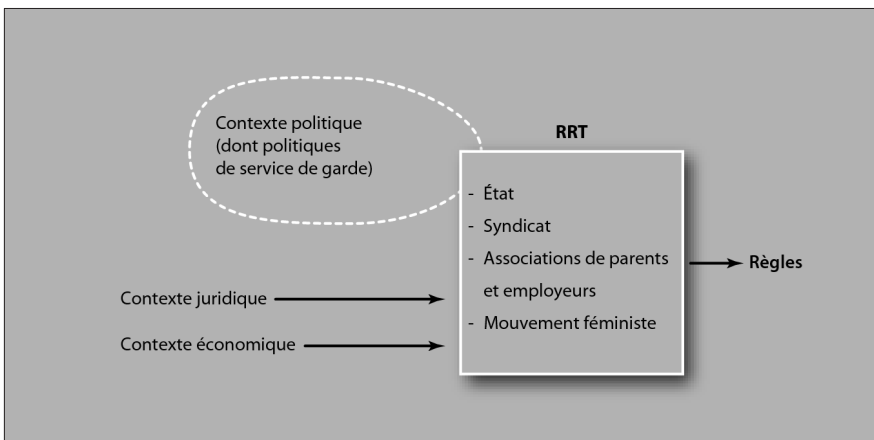 Contexte politique
(dont politiques
de service de garde)
RRT
- État
- Syndicat
- Associations de parents
et employeurs
- Mouvement féministe
Règles
Contexte juridique
Contexte économique